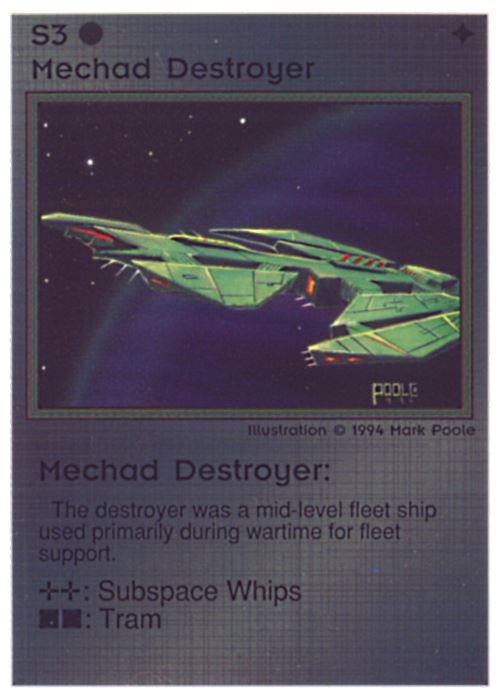 S3
Mechad Destroyer
POOLE
Illustration © 1994 Mark Poole
Mechad Destroyer:
The destroyer was a mid-level fleet ship
used primarily during wartime for fleet
support.
: Subspace Whips
: Tram